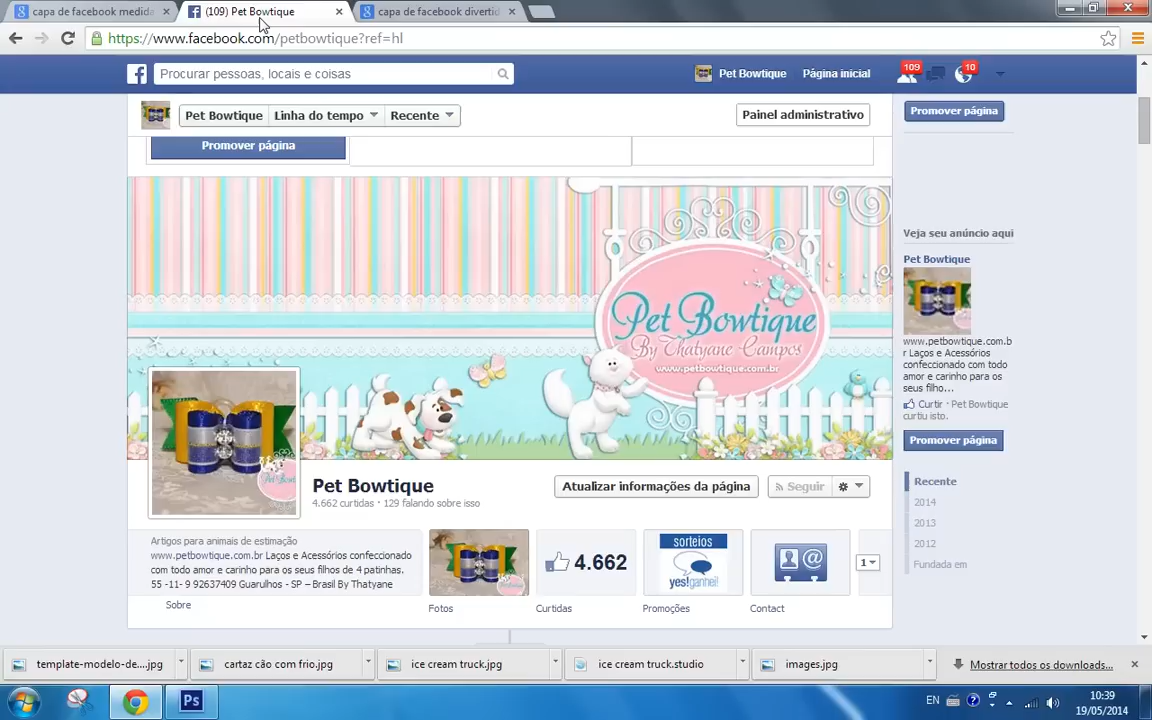 capa de facebook medida
(109) Pet Bowtique
capa de facebook divertid
https://www.facebook.com/petbowtique?ref=hl
Procurar pessoas, locais e coisas
Pet Bowtique
Página inicial
109
10
Pet Bowtique
Linha do tempo
Recente
Painel administrativo
Promover página
Promover página
Pet Bowtique
By Thatyane Campos
www.petbowtique.com.br
Veja seu anúncio aqui
Pet Bowtique
www.petbowtique.com.b
r Laços e Acessórios
confeccionado com todo
amor e carinho para os
seus filhos...
Curtir · Pet Bowtique
curtiu isto.
Promover página
Pet Bowtique
4.662 curtidas · 129 falando sobre isso
Atualizar informações da página
Seguir
Recente
2014
2013
2012
Fundada em
Artigos para animais de estimação
www.petbowtique.com.br Laços e Acessórios confeccionado
com todo amor e carinho para os seus filhos de 4 patinhas.
55 -11- 9 92637409 Guarulhos - SP – Brasil By Thatyane
Sobre
Fotos
4.662
Curtidas
sorteios
yes!ganhei!
Promoções
Contact
1
template-modelo-de....jpg
cartaz cão com frio.jpg
ice cream truck.jpg
ice cream truck.studio
images.jpg
Mostrar todos os downloads...
Ps
EN
10:39
19/05/2014